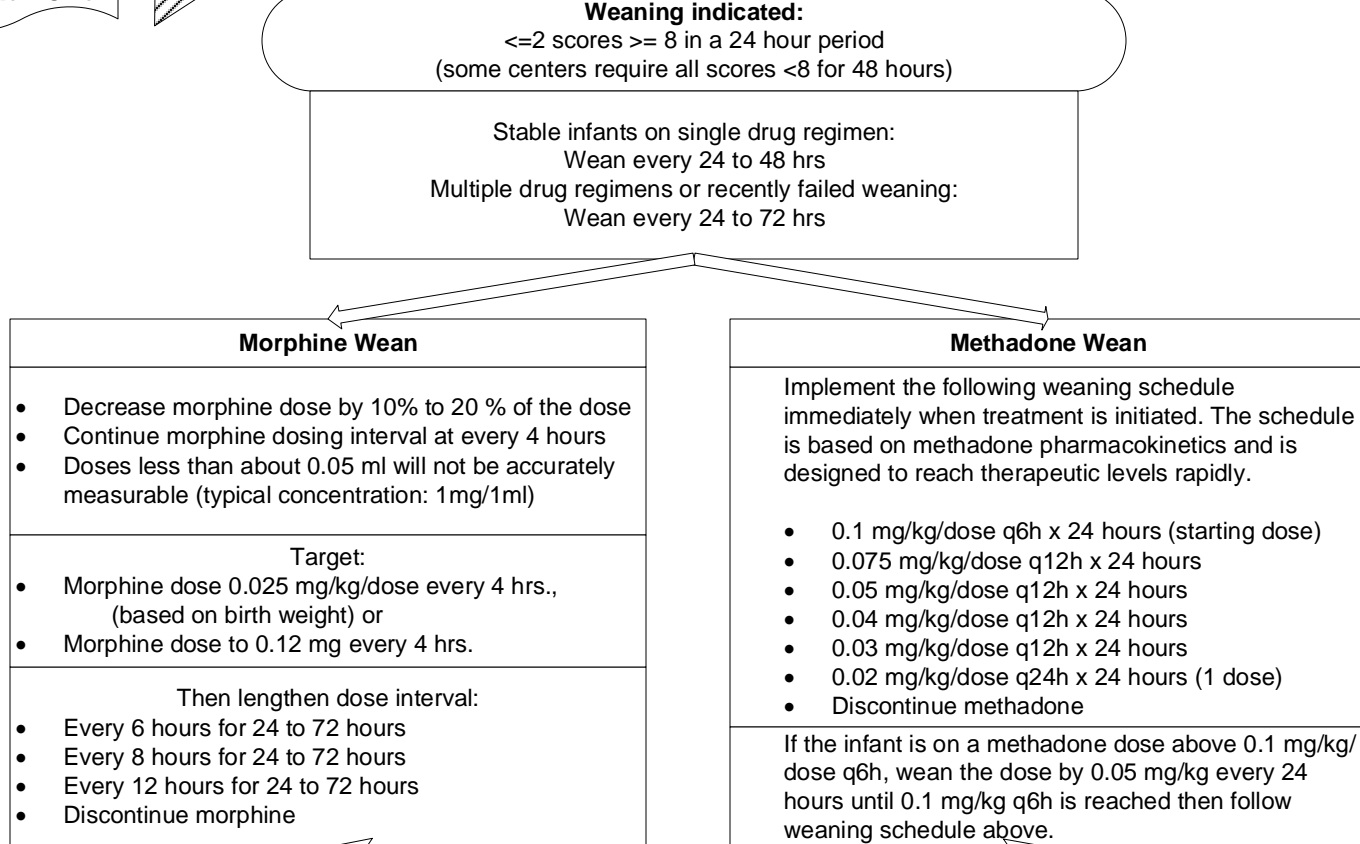 Weaning indicated:
<=2 scores >= 8 in a 24 hour period
(some centers require all scores <8 for 48 hours)
Stable infants on single drug regimen:
Wean every 24 to 48 hrs
Multiple drug regimens or recently failed weaning:
Wean every 24 to 72 hrs
Morphine Wean
• Decrease morphine dose by 10% to 20 % of the dose
• Continue morphine dosing interval at every 4 hours
• Doses less than about 0.05 ml will not be accurately
measurable (typical concentration: 1mg/1ml)
Target:
• Morphine dose 0.025 mg/kg/dose every 4 hrs.,
(based on birth weight) or
• Morphine dose to 0.12 mg every 4 hrs.
Then lengthen dose interval:
• Every 6 hours for 24 to 72 hours
• Every 8 hours for 24 to 72 hours
• Every 12 hours for 24 to 72 hours
• Discontinue morphine
Methadone Wean
Implement the following weaning schedule
immediately when treatment is initiated. The schedule
is based on methadone pharmacokinetics and is
designed to reach therapeutic levels rapidly.
• 0.1 mg/kg/dose q6h x 24 hours (starting dose)
• 0.075 mg/kg/dose q12h x 24 hours
• 0.05 mg/kg/dose q12h x 24 hours
• 0.04 mg/kg/dose q12h x 24 hours
• 0.03 mg/kg/dose q12h x 24 hours
• 0.02 mg/kg/dose q24h x 24 hours (1 dose)
• Discontinue methadone
If the infant is on a methadone dose above 0.1 mg/kg/
dose q6h, wean the dose by 0.05 mg/kg every 24
hours until 0.1 mg/kg q6h is reached then follow
weaning schedule above.